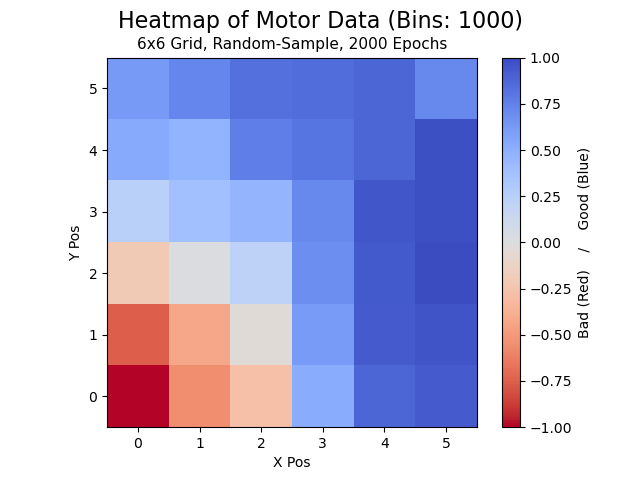 Heatmap of Motor Data (Bins: 1000)
6x6 Grid, Random-Sample, 2000 Epochs
5
4
3
2
1
0
Y Pos
0 1 2 3 4 5
X Pos
1.00
0.75
0.50
0.25
0.00
−0.25
−0.50
−0.75
−1.00
Bad (Red) / Good (Blue)